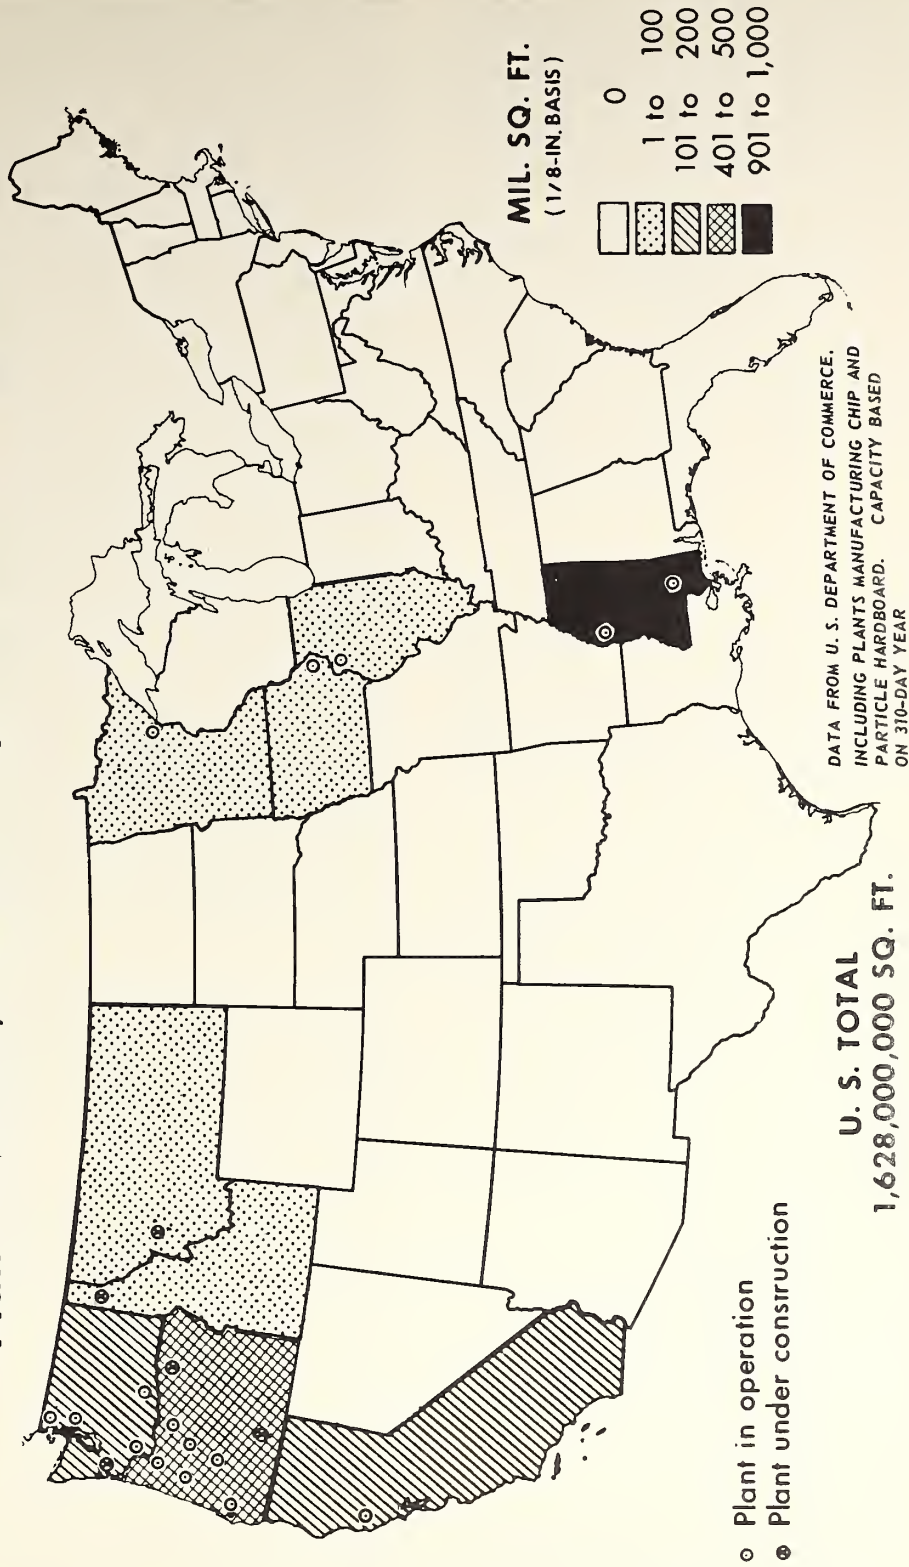 MIL. SQ. FT.
(1/8-IN. BASIS)
0
1 to 100
101 to 200
401 to 500
901 to 1,000
Plant in operation
Plant under construction
U. S. TOTAL
1,628,000,000 SQ. FT.
DATA FROM U. S. DEPARTMENT OF COMMERCE.
INCLUDING PLANTS MANUFACTURING CHIP AND
PARTICLE HARDBOARD. CAPACITY BASED
ON 310-DAY YEAR